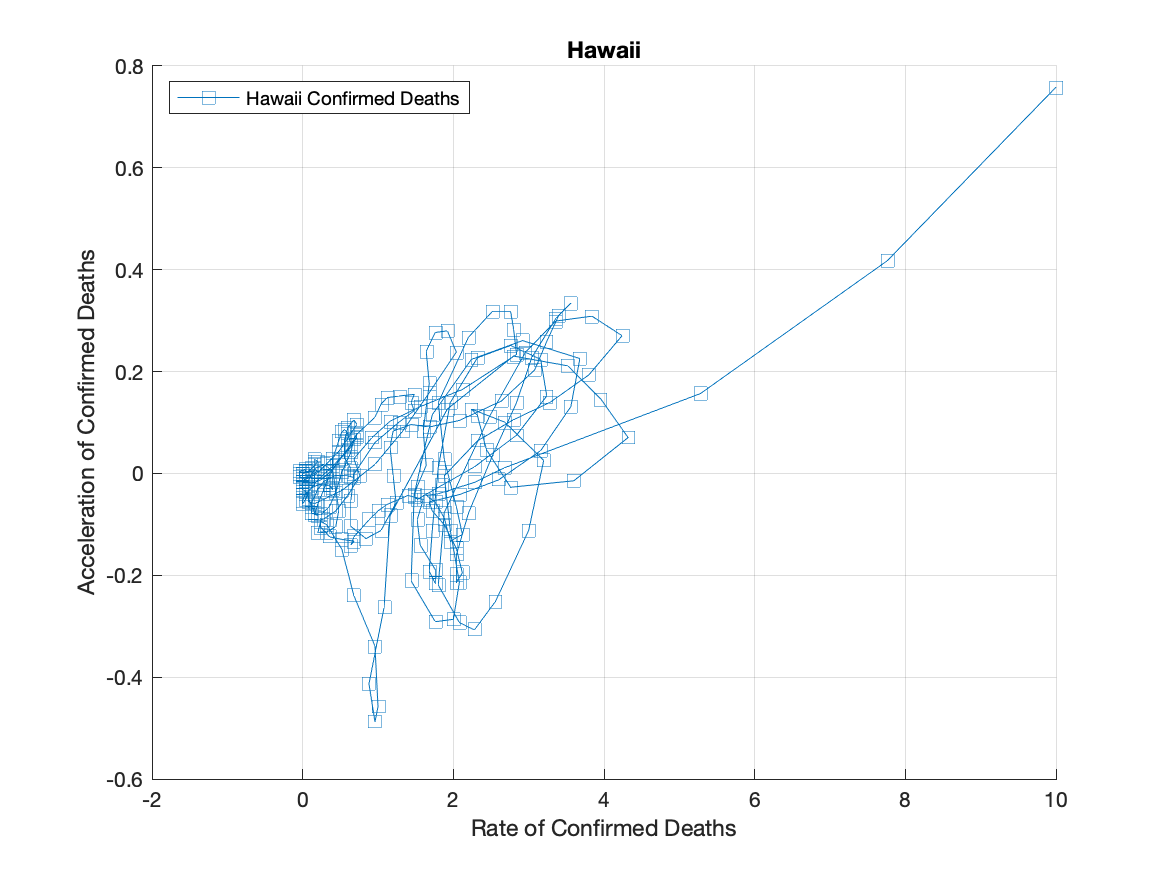 Hawaii
Hawaii Confirmed Deaths
0.8
0.6
0.4
0.2
0
-0.2
-0.4
-0.6
Acceleration of Confirmed Deaths
-2 0 2 4 6 8 10
Rate of Confirmed Deaths